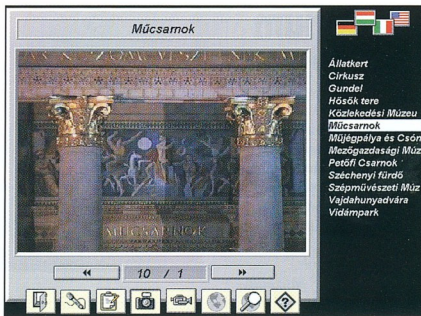 Műcsarnok
MŰCSARNOK
10 / 1
Állatkert
Cirkusz
Gundel
Hősök tere
Közlekedési Múzeu
Műcsarnok
Műjégpálya és Csón
Mezőgazdasági Múz
Petőfi Csarnok
Széchenyi fürdő
Szépművészeti Múz
Vajdahunyadvára
Vidámpark